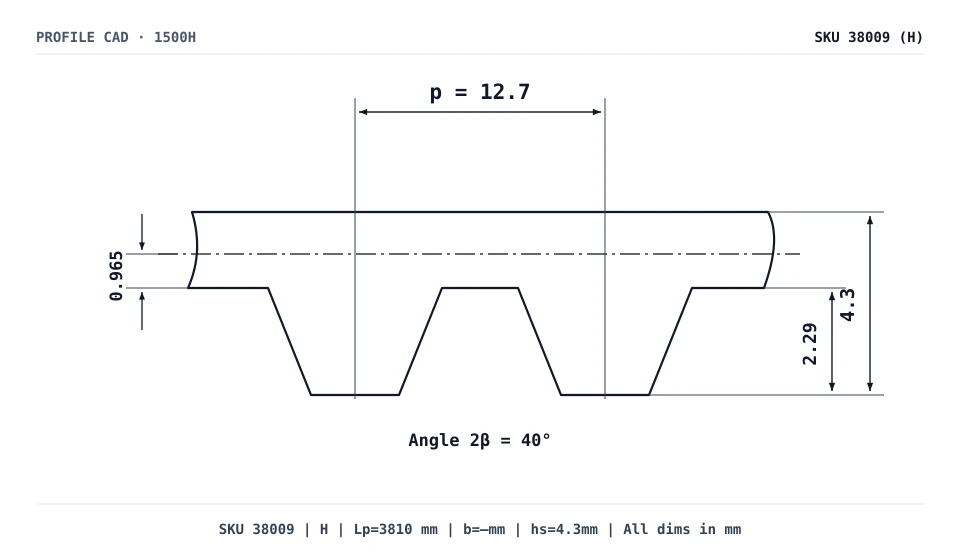 PROFILE CAD · 1500H
SKU 38009 (H)
p = 12.7
0.965
4.3
2.29
Angle 2β = 40°
SKU 38009 | H | Lp=3810 mm | b=—mm | hs=4.3mm | All dims in mm